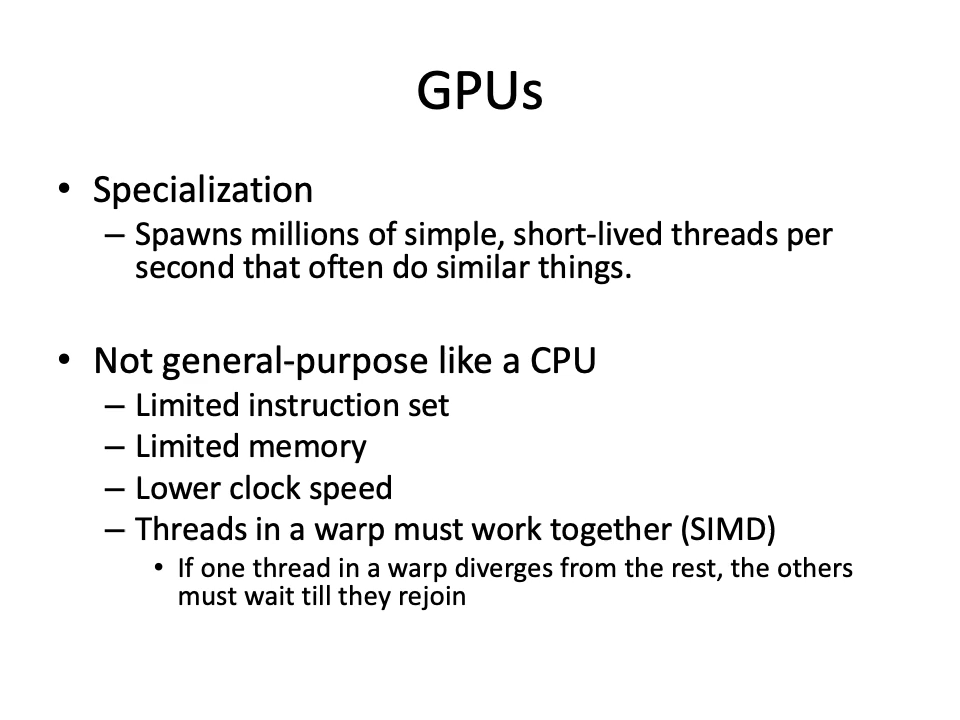 GPUs
• Specialization
– Spawns millions of simple, short-lived threads per
second that often do similar things.
• Not general-purpose like a CPU
– Limited instruction set
– Limited memory
– Lower clock speed
– Threads in a warp must work together (SIMD)
• If one thread in a warp diverges from the rest, the others
must wait till they rejoin